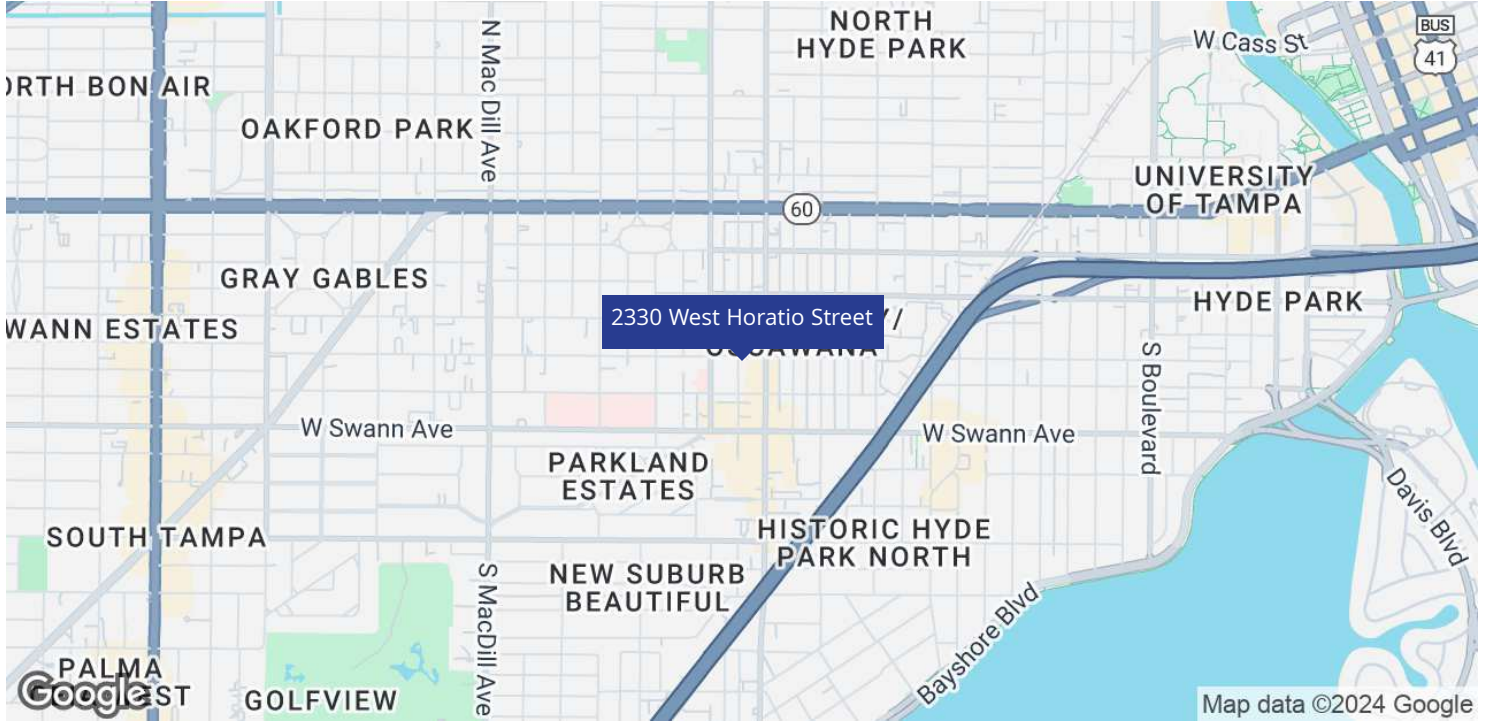 NORTH
HYDE PARK
W Cass St
BUS
41
N Mac Dill Ave
ORTH BON AIR
OAKFORD PARK
UNIVERSITY
OF TAMPA
60
GRAY GABLES
HYDE PARK
2330 West Horatio Street
Y/
WANN ESTATES
S Boulevard
W Swann Ave
W Swann Ave
PARKLAND
ESTATES
Davis Blvd
SOUTH TAMPA
HISTORIC HYDE
PARK NORTH
NEW SUBURB
BEAUTIFUL
S MacDill Ave
Bayshore Blvd
PALMA
Google
GOLFVIEW
Map data ©2024 Google